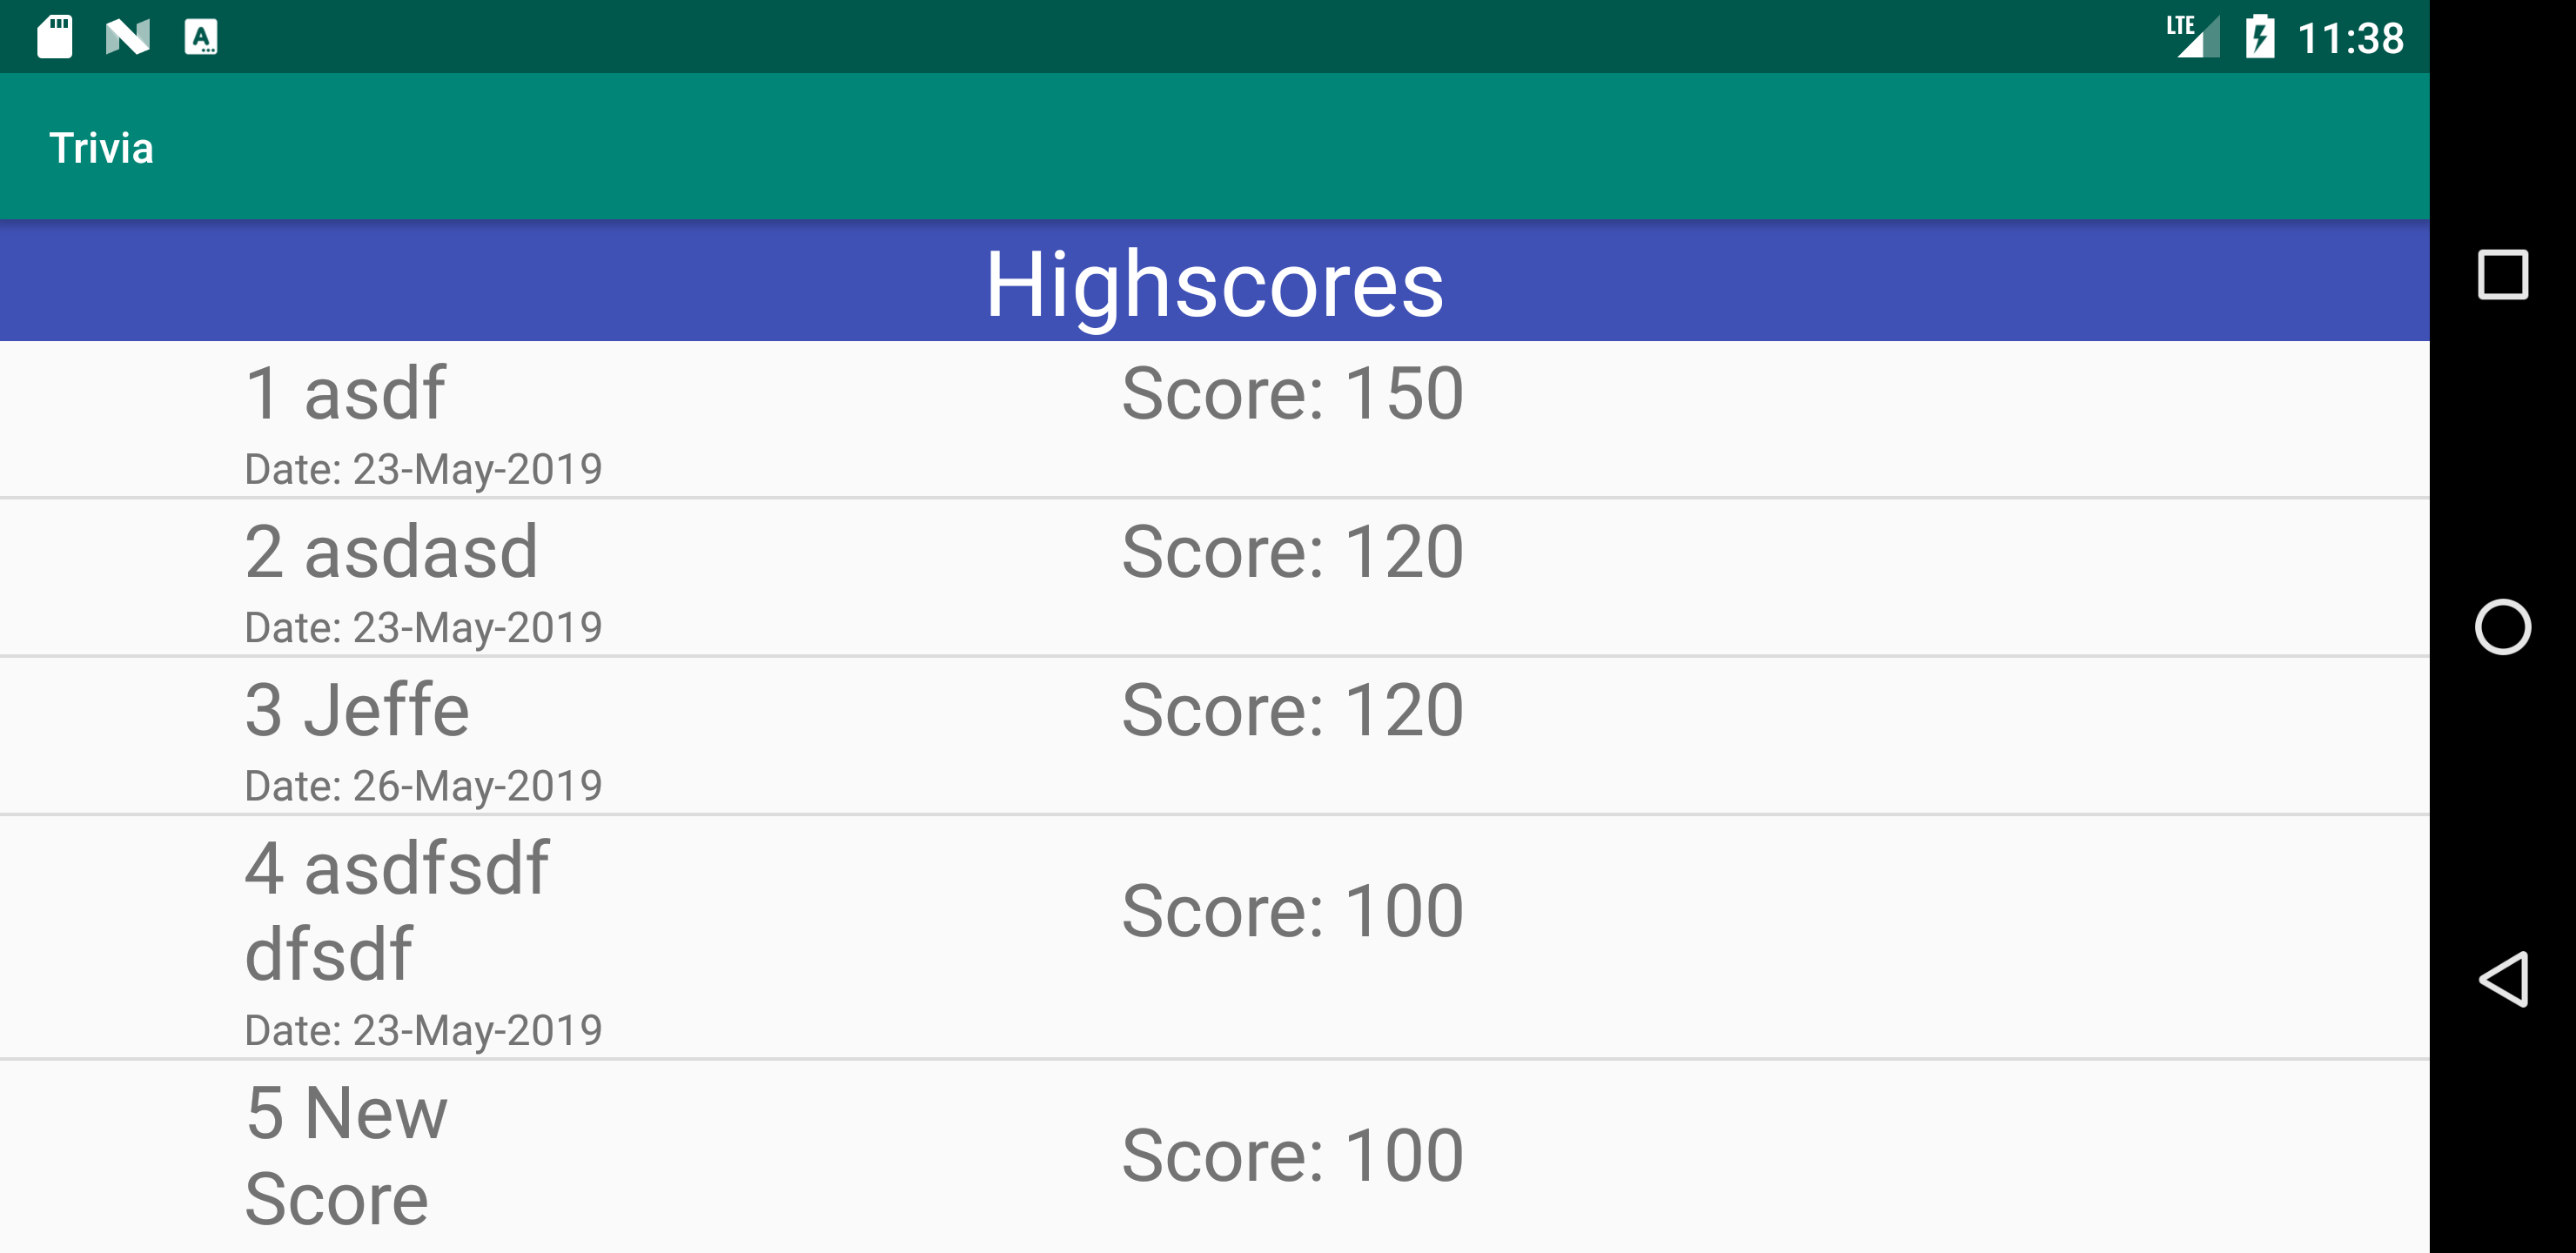 LTE 11:38
Trivia
Highscores
1 asdf Score: 150
Date: 23-May-2019
2 asdasd Score: 120
Date: 23-May-2019
3 Jeffe Score: 120
Date: 26-May-2019
4 asdfsdf
dfsdf
Score: 100
Date: 23-May-2019
5 New
Score
Score: 100